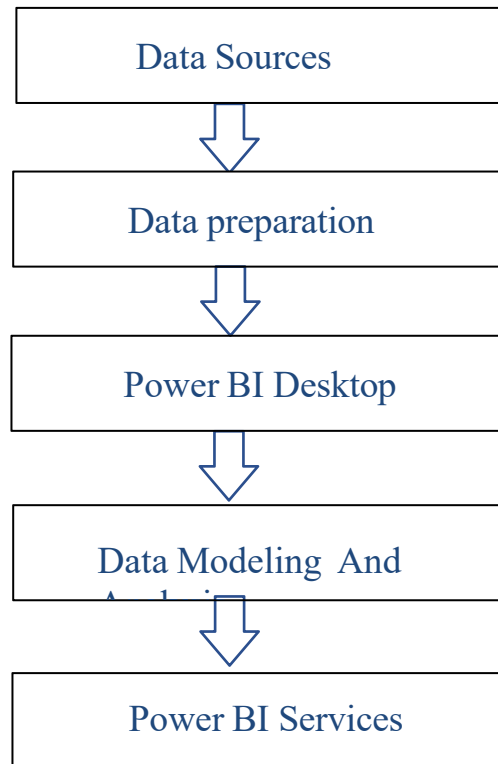 Data Sources
Data preparation
Power BI Desktop
Data Modeling And
Power BI Services